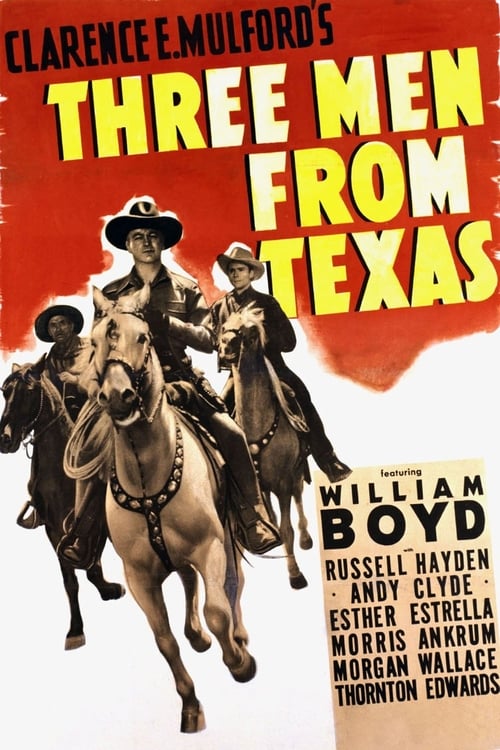 CLARENCE E. MULFORD'S
THREE MEN
FROM
TEXAS
featuring
WILLIAM
BOYD
with
RUSSELL HAYDEN
· ANDY CLYDE ·
ESTHER ESTRELLA
MORRIS ANKRUM
MORGAN WALLACE
THORNTON EDWARDS